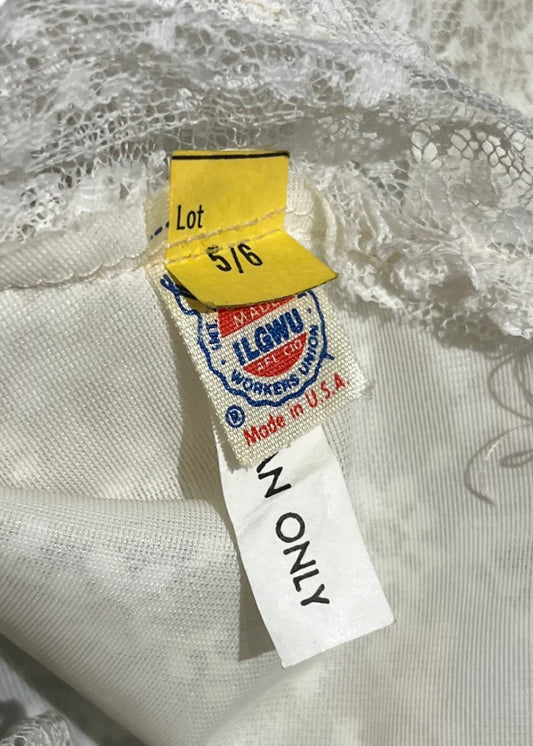 Lot
5/6
MADE
ILGWU
AFL CIO
WORKERS UNION
®
Made in U.S.A.
ONLY